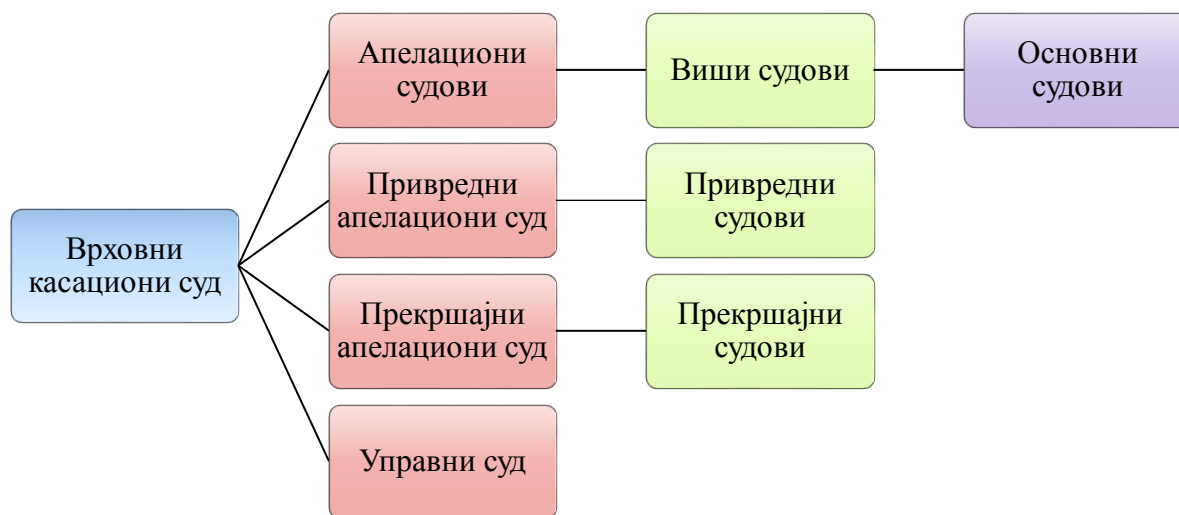 Апелациони
судови
Виши судови
Основни
судови
Привредни
апелациони суд
Привредни
судови
Врховни
касациони суд
Прекршајни
апелациони суд
Прекршајни
судови
Управни суд